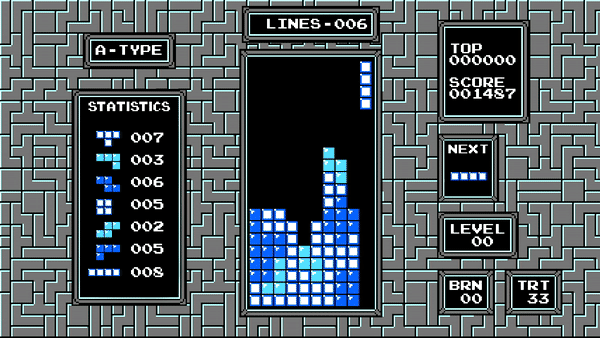 LINES-006
A-TYPE
TOP
000000
SCORE
001487
STATISTICS
007
003
006
005
002
005
008
NEXT
LEVEL
00
BRN
00
TRT
33